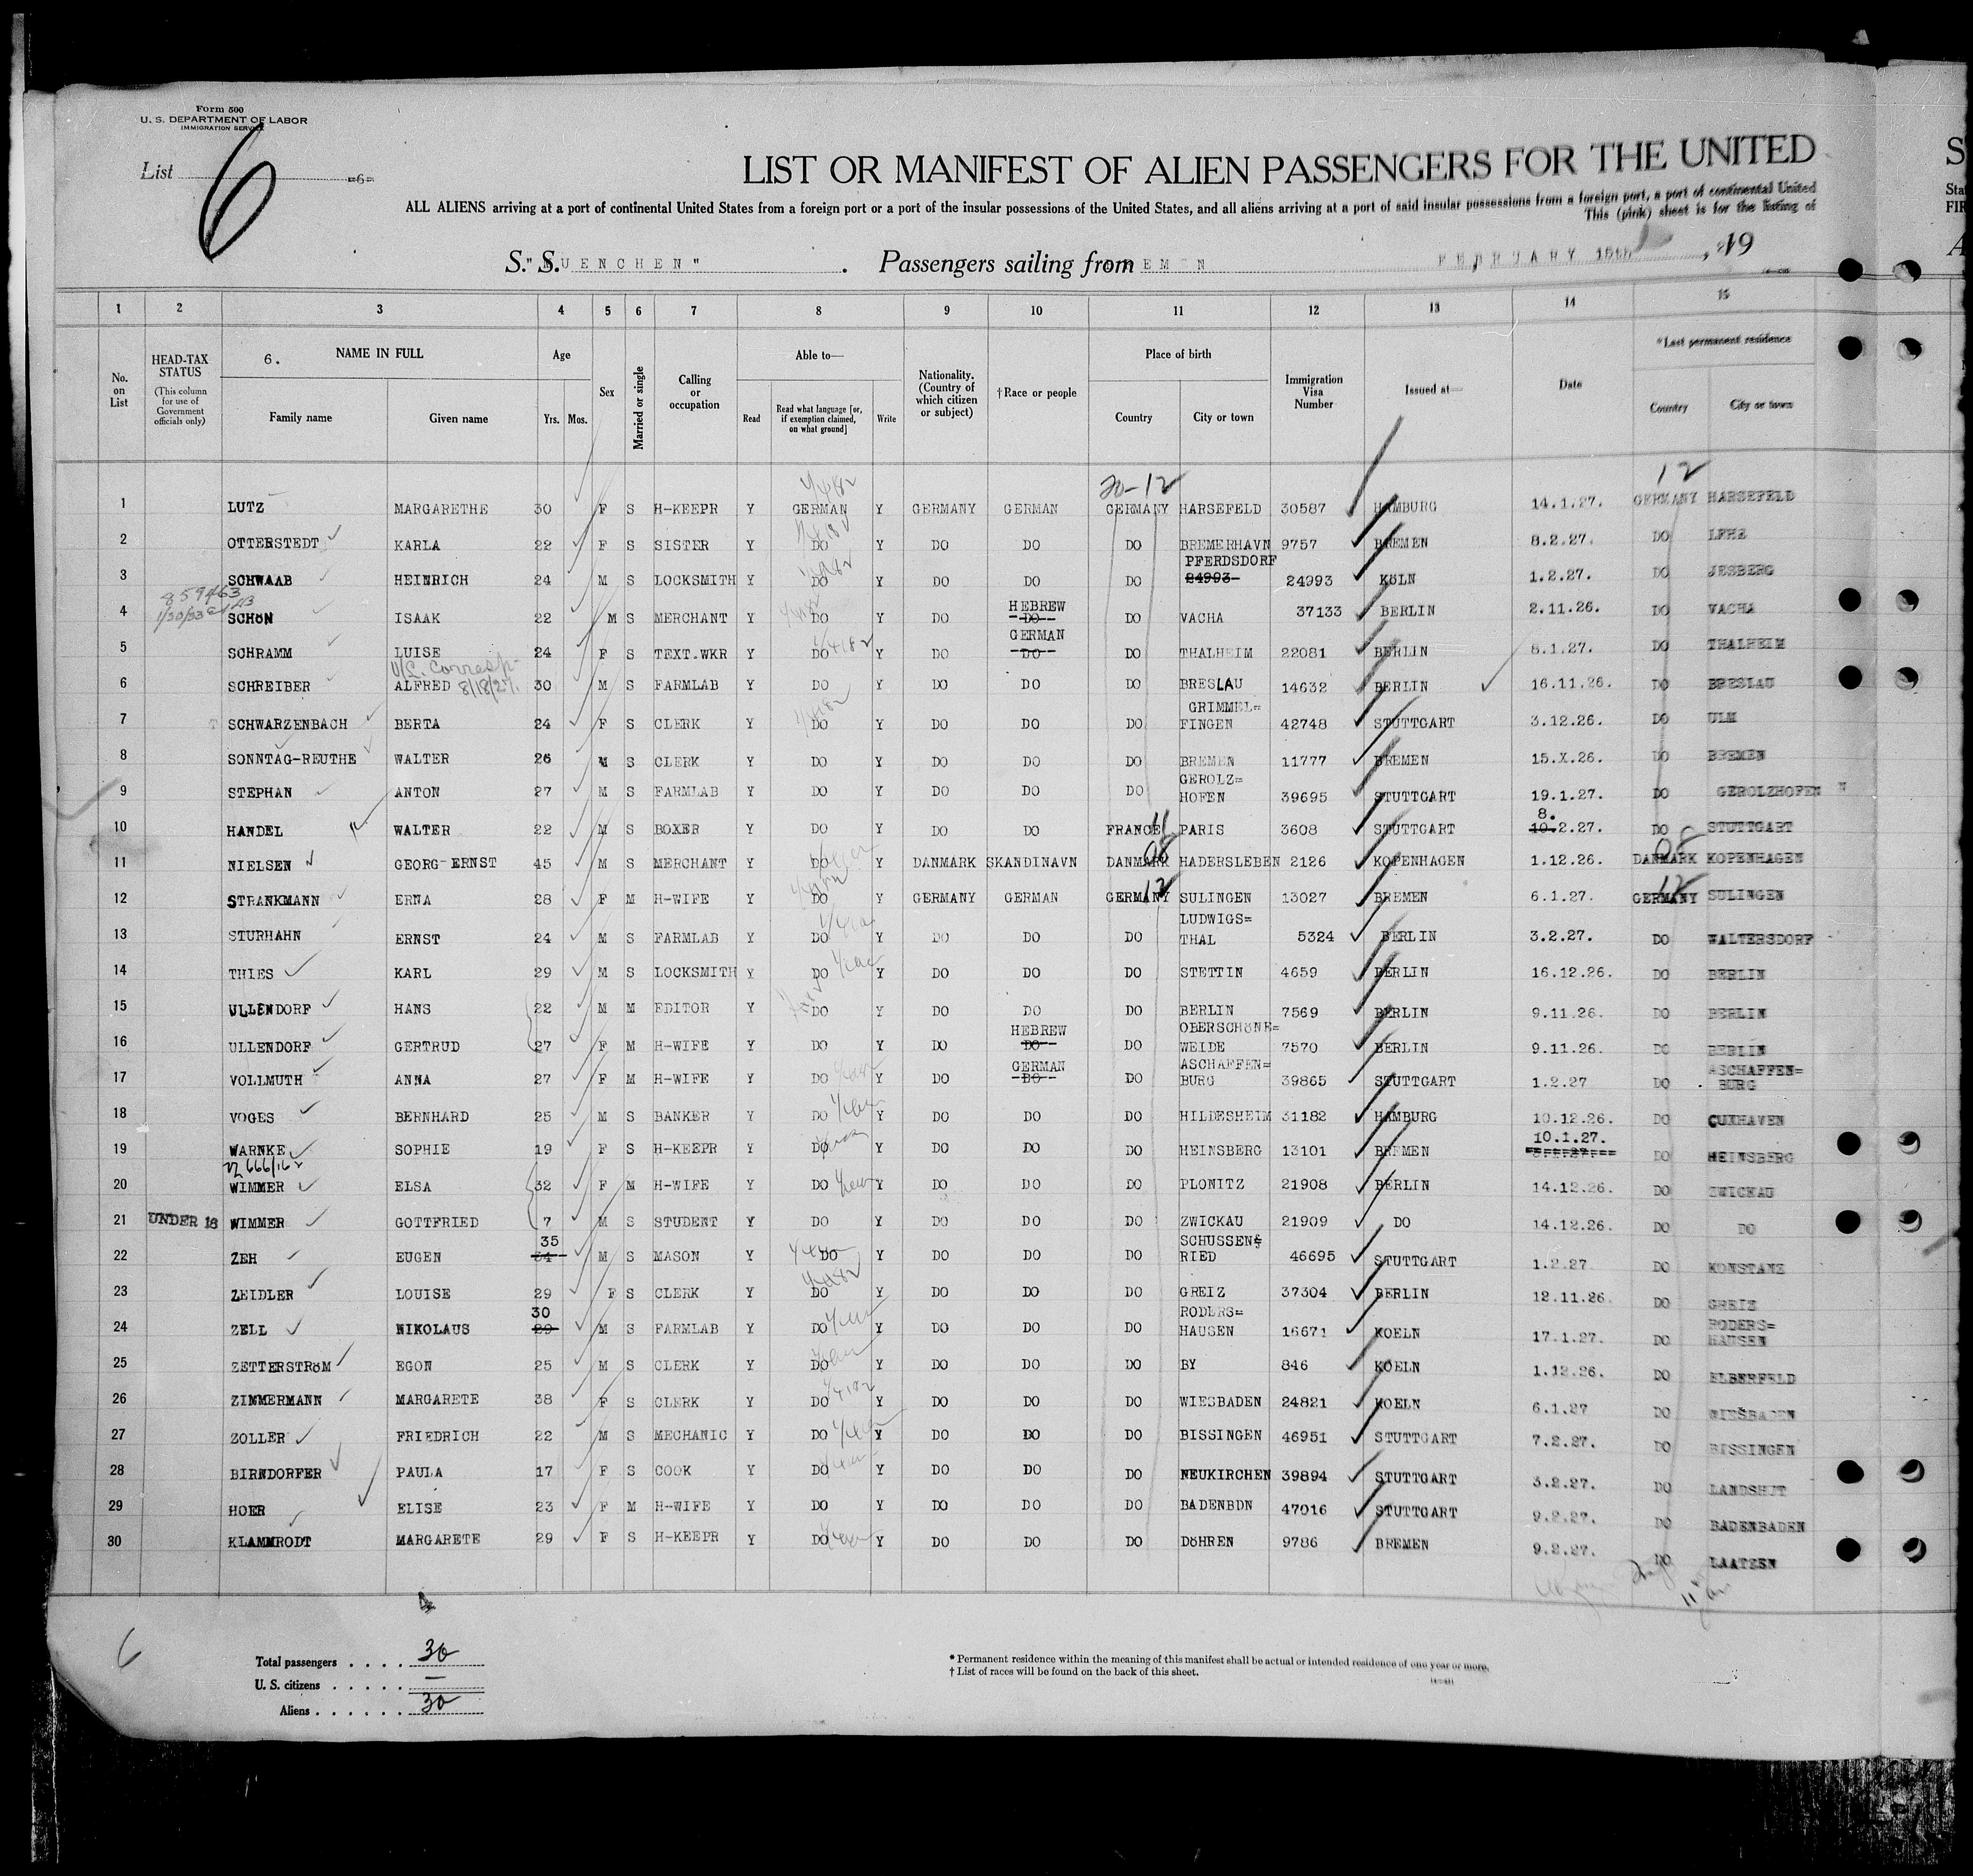 Form 500
U. S. DEPARTMENT OF LABOR
IMMIGRATION SERVICE
List 6 =6=
LIST OR MANIFEST OF ALIEN PASSENGERS FOR THE UNITED
ALL ALIENS arriving at a port of continental United States from a foreign port or a port of the insular possessions of the United States, and all aliens arriving at a port of said insular possessions from a foreign port, a port of continental United
This (pink) sheet is for the listing of
S. S. "MUENCHEN" . Passengers sailing from BREMEN FEBRUARY 15th , 19
1 2 3 4 5 6 7 8 9 10 11 12 13 14 15
No. on List
HEAD-TAX STATUS
(This column for use of Government officials only)
6. NAME IN FULL
Family name Given name
Age
Yrs. Mos.
Sex
Married or single
Calling or occupation
Able to—
Read
Read what language [or, if exemption claimed, on what ground]
Write
Nationality. (Country of which citizen or subject)
†Race or people
Place of birth
Country City or town
Immigration Visa Number
Issued at—
Date
*Last permanent residence
Country City or town
20-12 12
1 LUTZ MARGARETHE 30 F S H-KEEPR Y GERMAN Y GERMANY GERMAN GERMANY HARSEFELD 30587 HAMBURG 14.1.27. GERMANY HARSEFELD
2 OTTERSTEDT KARLA 22 F S SISTER Y DO Y DO DO DO BREMERHAVN 9757 BREMEN 8.2.27. DO LEHE
PFERDSDORF
3 SCHWAAB HEINRICH 24 M S LOCKSMITH Y DO Y DO DO DO 24993 24993 KÖLN 1.2.27. DO JESBERG
859463
1/30/33
HEBREW
4 SCHÖN ISAAK 22 M S MERCHANT Y DO Y DO DO DO VACHA 37133 BERLIN 2.11.26. DO VACHA
GERMAN
5 SCHRAMM LUISE 24 F S TEXT.WKR Y DO Y DO DO DO THALHEIM 22081 BERLIN 8.1.27. DO THALHEIM
V/L. Corresp-
6 SCHREIBER ALFRED 8/18/27. 30 M S FARMLAB Y DO Y DO DO DO BRESLAU 14632 BERLIN 16.11.26. DO BRESLAU
GRIMMEL=
7 SCHWARZENBACH BERTA 24 F S CLERK Y DO Y DO DO DO FINGEN 42748 STUTTGART 3.12.26. DO ULM
8 SONNTAG-REUTHE WALTER 26 M S CLERK Y DO Y DO DO DO BREMEN 11777 BREMEN 15.X.26. DO BREMEN
GEROLZ=
9 STEPHAN ANTON 27 M S FARMLAB Y DO Y DO DO DO HOFEN 39695 STUTTGART 19.1.27. DO GEROLZHOFEN
8.
10 HANDEL WALTER 22 M S BOXER Y DO Y DO DO FRANCE 11 PARIS 3608 STUTTGART 10.2.27. DO STUTTGART
08 08
11 NIELSEN GEORG-ERNST 45 M S MERCHANT Y DO Y DANMARK SKANDINAVN DANMARK HADERSLEBEN 2126 KOPENHAGEN 1.12.26. DANMARK KOPENHAGEN
12 12
12 STRANKMANN ERNA 28 F M H-WIFE Y DO Y GERMANY GERMAN GERMANY SULINGEN 13027 BREMEN 6.1.27. GERMANY SULINGEN
LUDWIGS=
13 STURHAHN ERNST 24 M S FARMLAB Y DO Y DO DO DO THAL 5324 BERLIN 3.2.27. DO WALTERSDORF
14 THIES KARL 29 M S LOCKSMITH Y DO Y DO DO DO STETTIN 4659 BERLIN 16.12.26. DO BERLIN
15 ULLENDORF HANS 22 M M EDITOR Y DO Y DO DO DO BERLIN 7569 BERLIN 9.11.26. DO BERLIN
HEBREW OBERSCHÖNE=
16 ULLENDORF GERTRUD 27 F M H-WIFE Y DO Y DO DO DO WEIDE 7570 BERLIN 9.11.26. DO BERLIN
GERMAN ASCHAFFEN= ASCHAFFEN=
17 VOLLMUTH ANNA 27 F M H-WIFE Y DO Y DO DO DO BURG 39865 STUTTGART 1.2.27 DO BURG
18 VOGES BERNHARD 25 M S BANKER Y DO Y DO DO DO HILDESHEIM 31182 HAMBURG 10.12.26. DO CUXHAVEN
10.1.27.
19 WARNKE SOPHIE 19 F S H-KEEPR Y DO Y DO DO DO HEINSBERG 13101 BREMEN DO HEINSBERG
20 WIMMER ELSA 32 F M H-WIFE Y DO Y DO DO DO PLONITZ 21908 BERLIN 14.12.26. DO ZWICKAU
21 UNDER 16 WIMMER GOTTFRIED 7 M S STUDENT Y DO Y DO DO DO ZWICKAU 21909 DO 14.12.26. DO DO
35 SCHUSSEN=
22 ZEH EUGEN 34 M S MASON Y DO Y DO DO DO RIED 46695 STUTTGART 1.2.27 DO KONSTANZ
23 ZEIDLER LOUISE 29 F S CLERK Y DO Y DO DO DO GREIZ 37304 BERLIN 12.11.26. DO GREIZ
30 RODERS= RODERS=
24 ZELL NIKOLAUS 29 M S FARMLAB Y DO Y DO DO DO HAUSEN 16671 KOELN 17.1.27. DO HAUSEN
25 ZETTERSTRÖM EGON 25 M S CLERK Y DO Y DO DO DO BY 846 KOELN 1.12.26. DO ELBERFELD
26 ZIMMERMANN MARGARETE 38 F S CLERK Y DO Y DO DO DO WIESBADEN 24821 KOELN 6.1.27 DO WIESBADEN
27 ZOLLER FRIEDRICH 22 M S MECHANIC Y DO Y DO DO DO BISSINGEN 46951 STUTTGART 7.2.27. DO BISSINGEN
28 BIRNDORFER PAULA 17 F S COOK Y DO Y DO DO DO NEUKIRCHEN 39894 STUTTGART 3.2.27. DO LANDSHUT
29 HOER ELISE 23 F M H-WIFE Y DO Y DO DO DO BADENBDN 47016 STUTTGART 9.2.27. DO BADENBADEN
30 KLAMMRODT MARGARETE 29 F S H-KEEPR Y DO Y DO DO DO DÖHREN 9786 BREMEN 9.2.27. DO LAATZEN
6
Total passengers . . . . 30
U. S. citizens . . . . . —
Aliens . . . . . . 30
* Permanent residence within the meaning of this manifest shall be actual or intended residence of one year or more.
† List of races will be found on the back of this sheet.